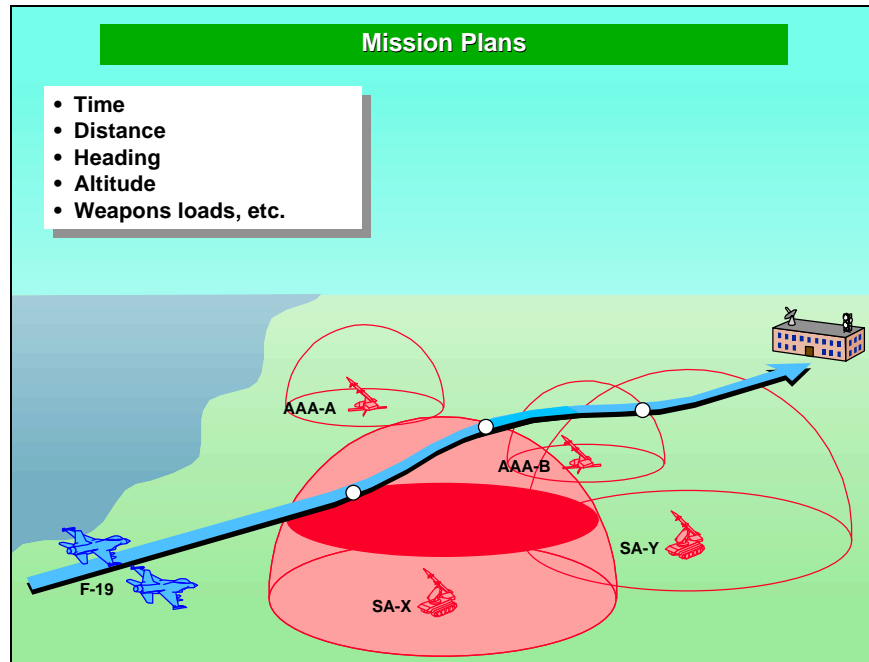 Mission Plans
• Time
• Distance
• Heading
• Altitude
• Weapons loads, etc.
AAA-A
AAA-B
SA-Y
F-19
SA-X